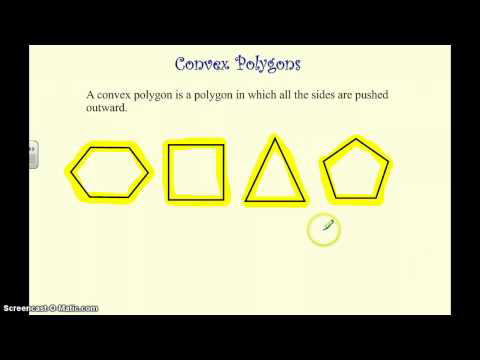 Convex Polygons
A convex polygon is a polygon in which all the sides are pushed
outward.
Screencast-O-Matic.com